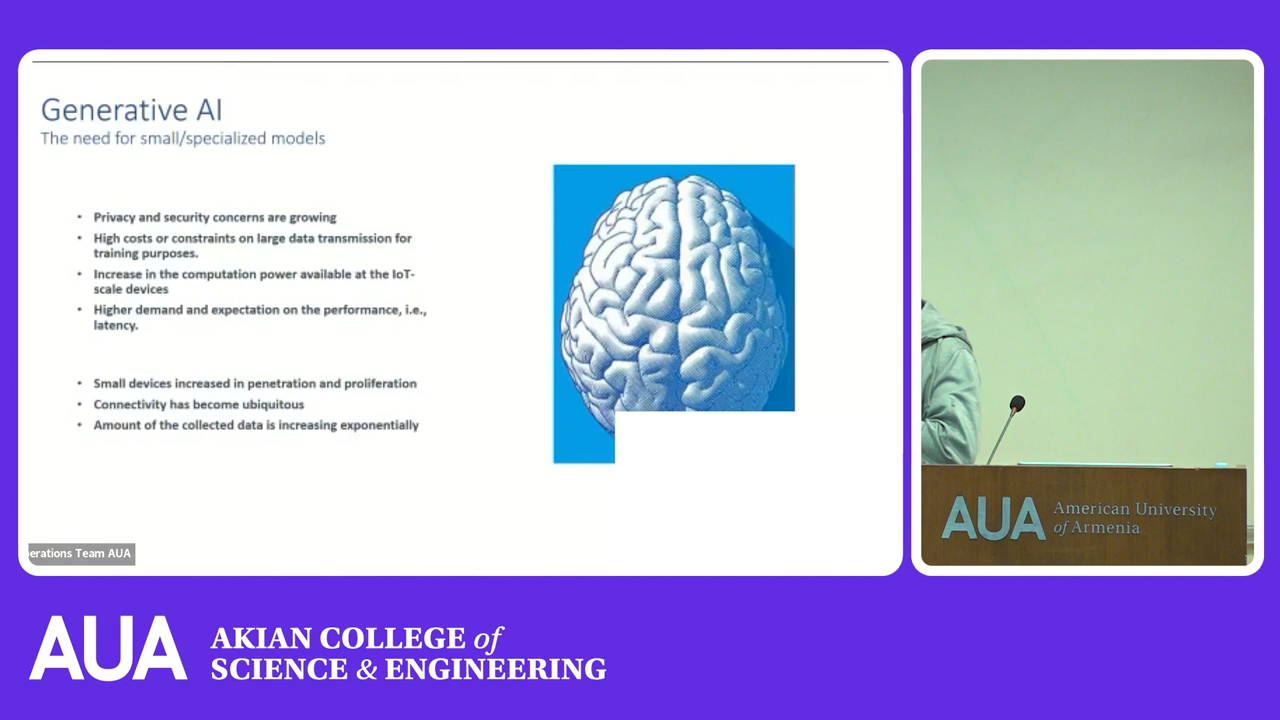 Generative AI
The need for small/specialized models
• Privacy and security concerns are growing
• High costs or constraints on large data transmission for
training purposes.
• Increase in the computation power available at the IoT-
scale devices
• Higher demand and expectation on the performance, i.e.,
latency.
• Small devices increased in penetration and proliferation
• Connectivity has become ubiquitous
• Amount of the collected data is increasing exponentially
erations Team AUA
AUA American University
of Armenia
AUA AKIAN COLLEGE of
SCIENCE & ENGINEERING